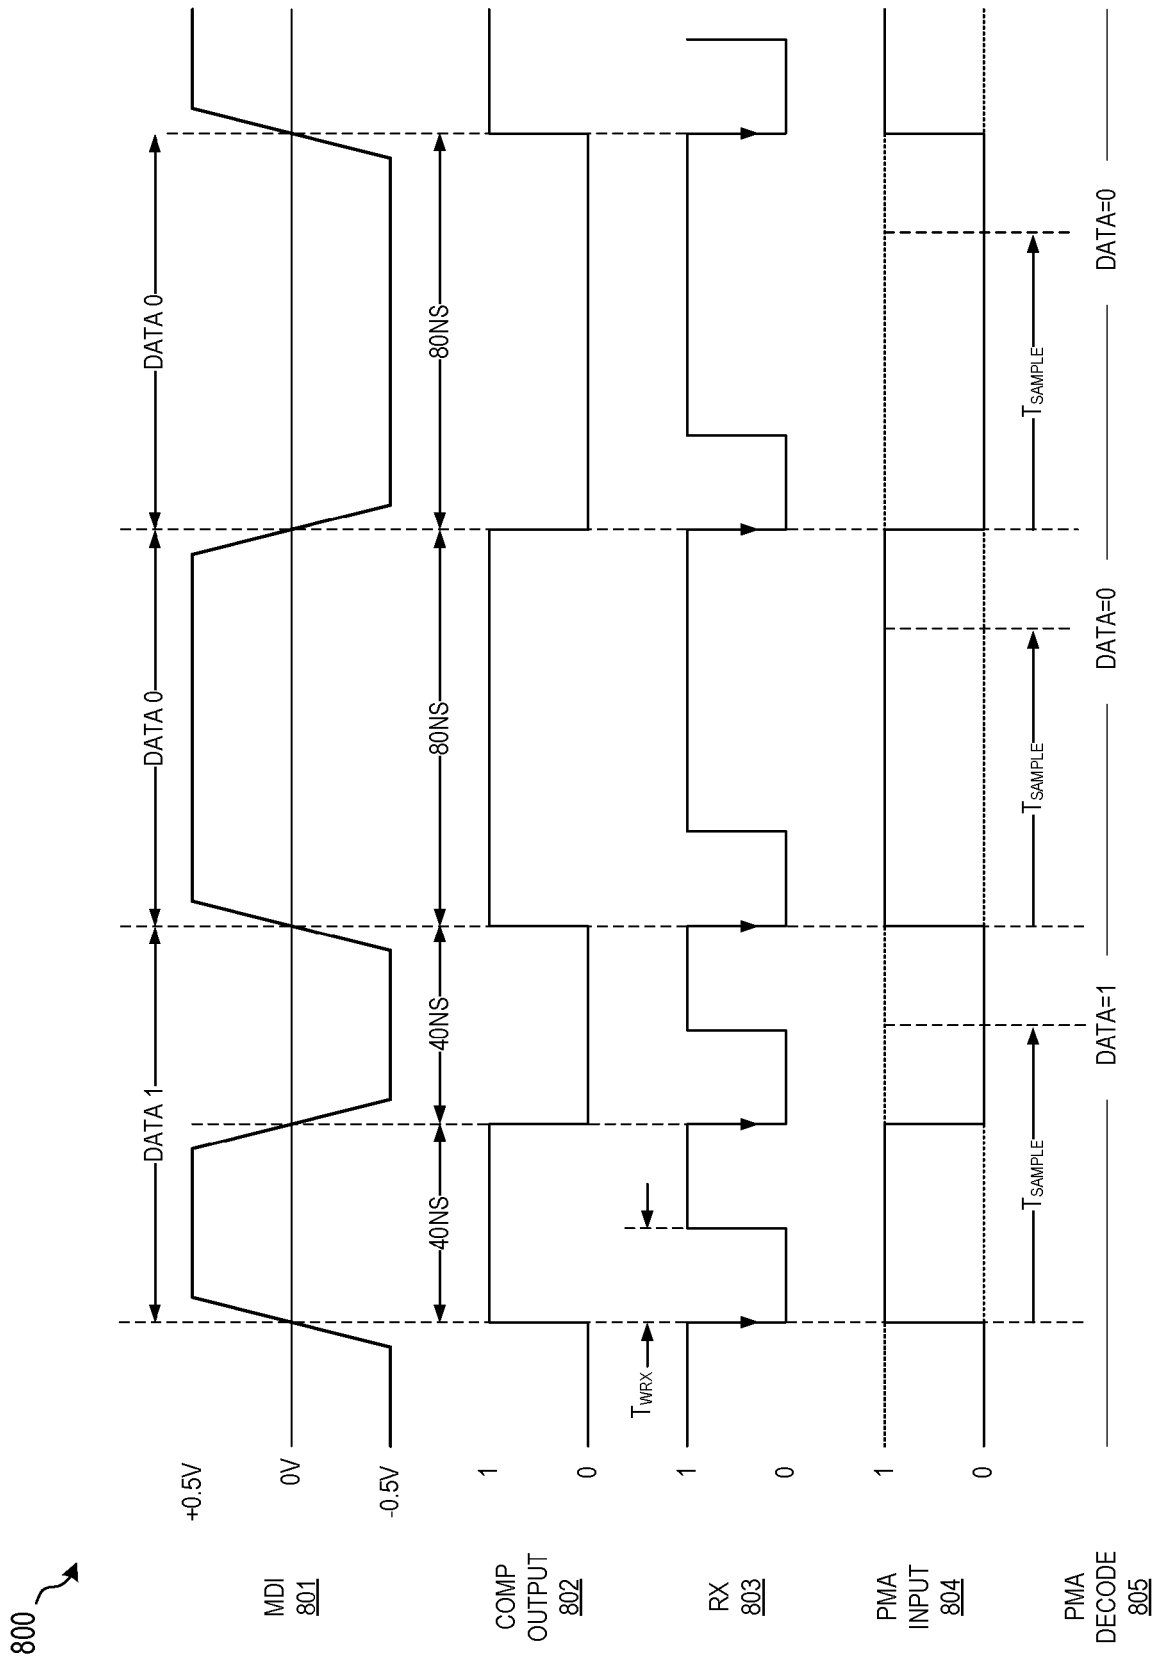 800
MDI
801
+0.5V
0V
-0.5V
DATA 1
DATA 0
DATA 0
COMP
OUTPUT
802
1
0
40NS
40NS
80NS
80NS
RX
803
1
0
TWRX
PMA
INPUT
804
1
0
TSAMPLE
TSAMPLE
TSAMPLE
PMA
DECODE
805
DATA=1
DATA=0
DATA=0